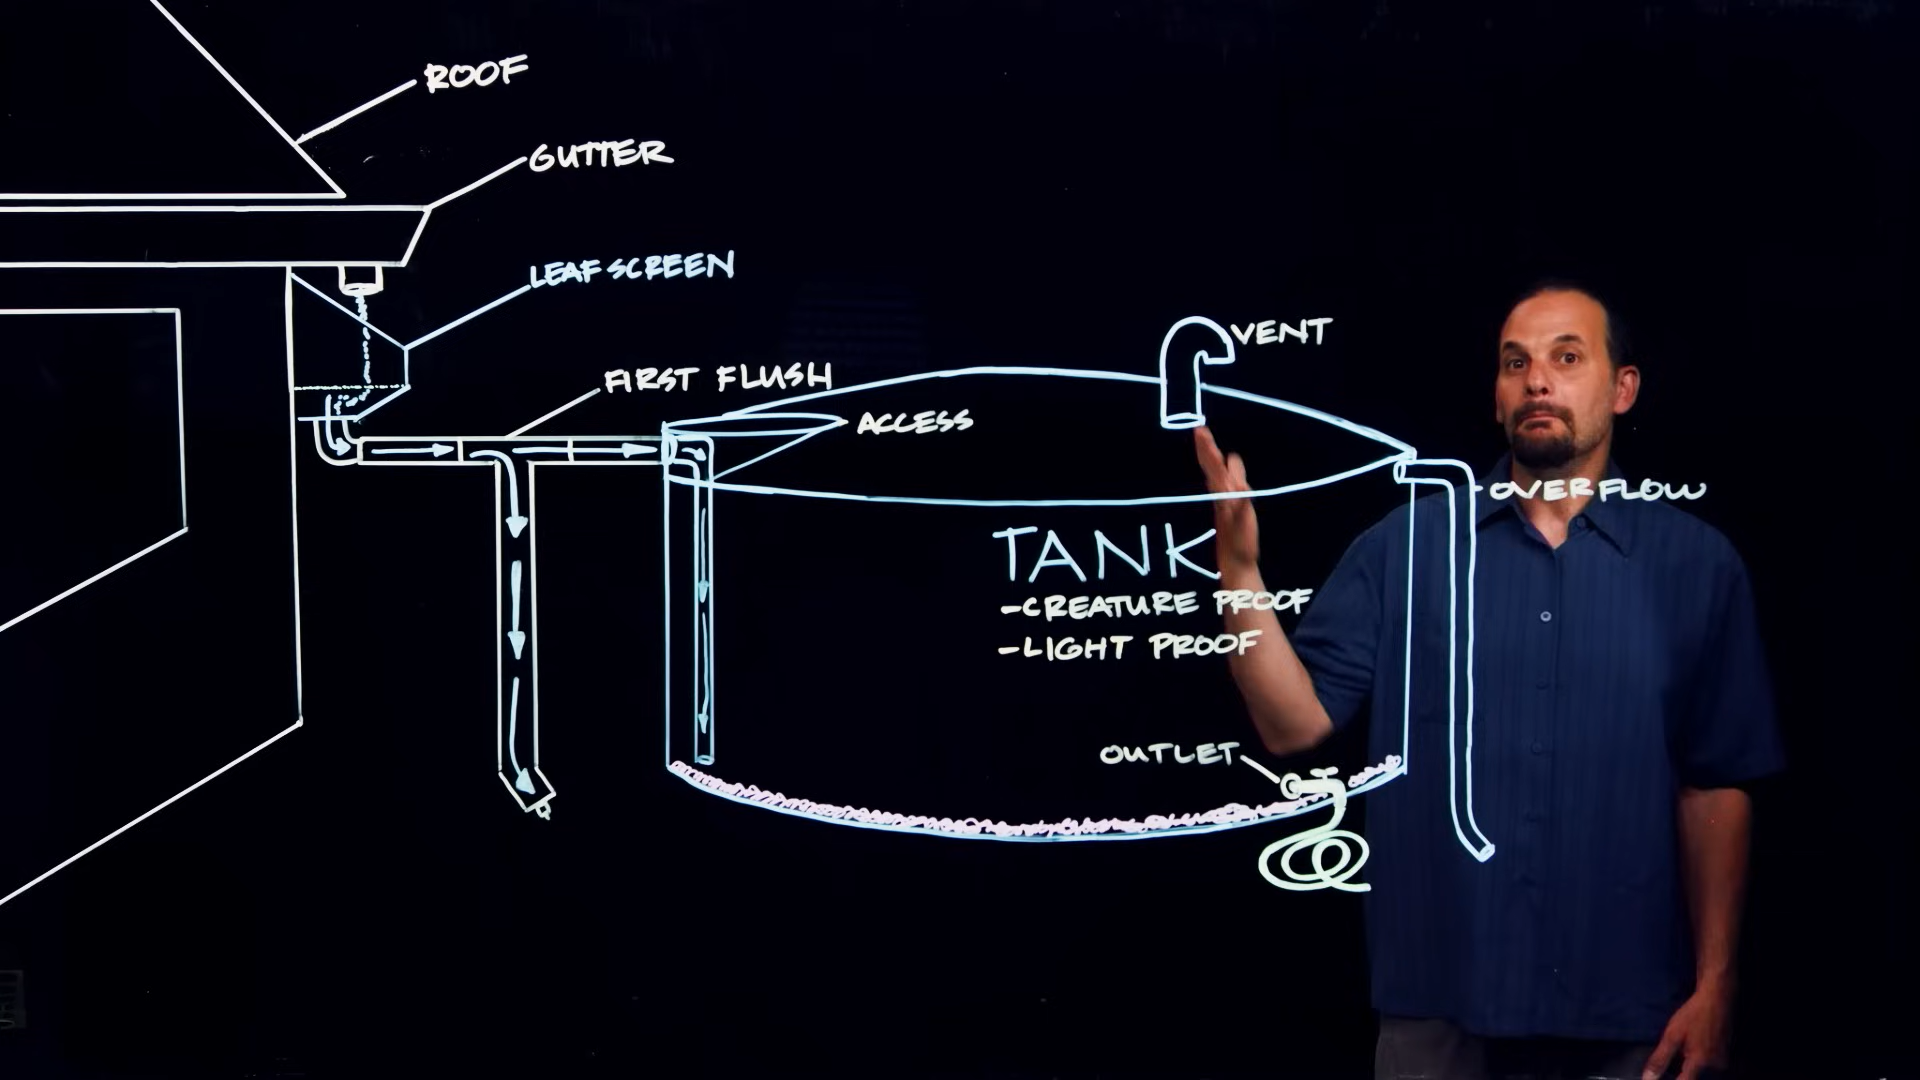 ROOF
GUTTER
LEAF SCREEN
VENT
FIRST FLUSH
ACCESS
OVERFLOW
TANK
-CREATURE PROOF
-LIGHT PROOF
OUTLET